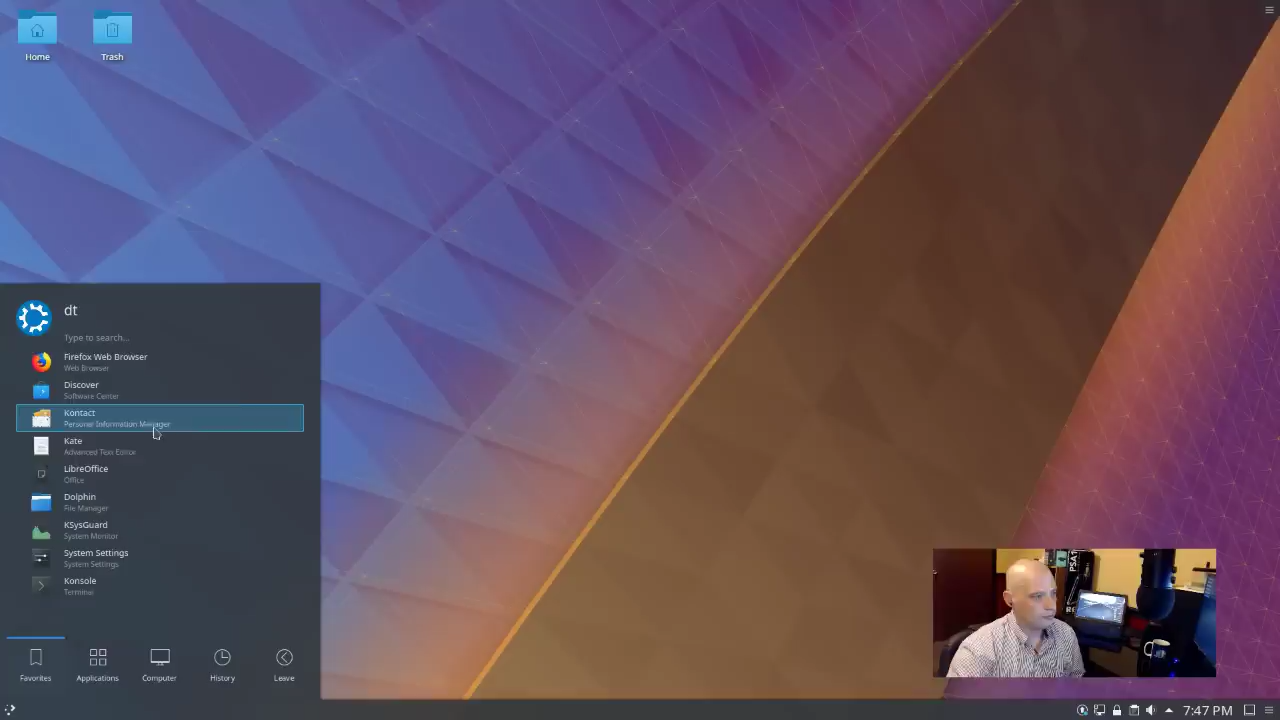 Home
Trash
dt
Type to search...
Firefox Web Browser
Web Browser
Discover
Software Center
Kontact
Personal Information Manager
Kate
Advanced Text Editor
LibreOffice
Office
Dolphin
File Manager
KSysGuard
System Monitor
System Settings
System Settings
Konsole
Terminal
Favorites
Applications
Computer
History
Leave
7:47 PM